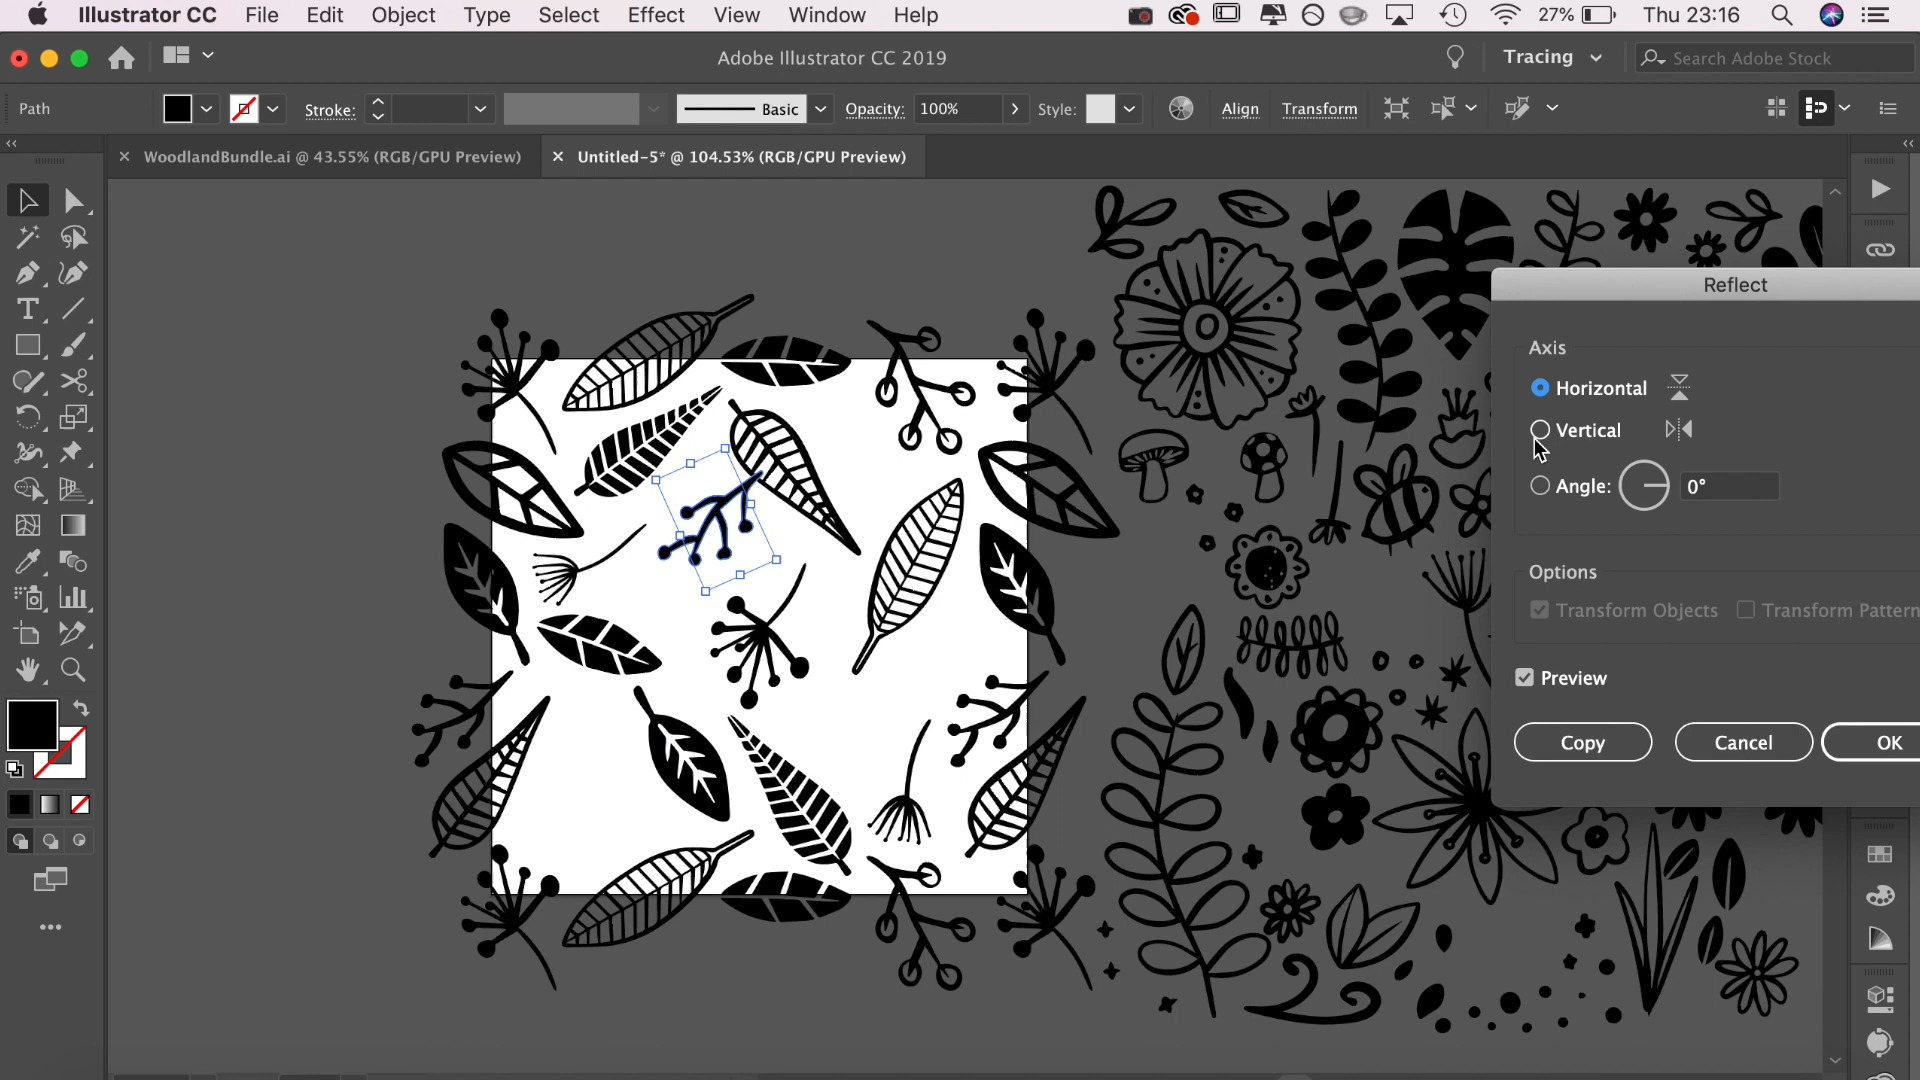 Illustrator CC File Edit Object Type Select Effect View Window Help 27% Thu 23:16
Adobe Illustrator CC 2019 Tracing Search Adobe Stock
Path Stroke: Basic Opacity: 100% Style: Align Transform
WoodlandBundle.ai @ 43.55% (RGB/GPU Preview) Untitled-5* @ 104.53% (RGB/GPU Preview)
Reflect
Axis
Horizontal
Vertical
Angle: 0°
Options
Transform Objects Transform Pattern
Preview
Copy Cancel OK